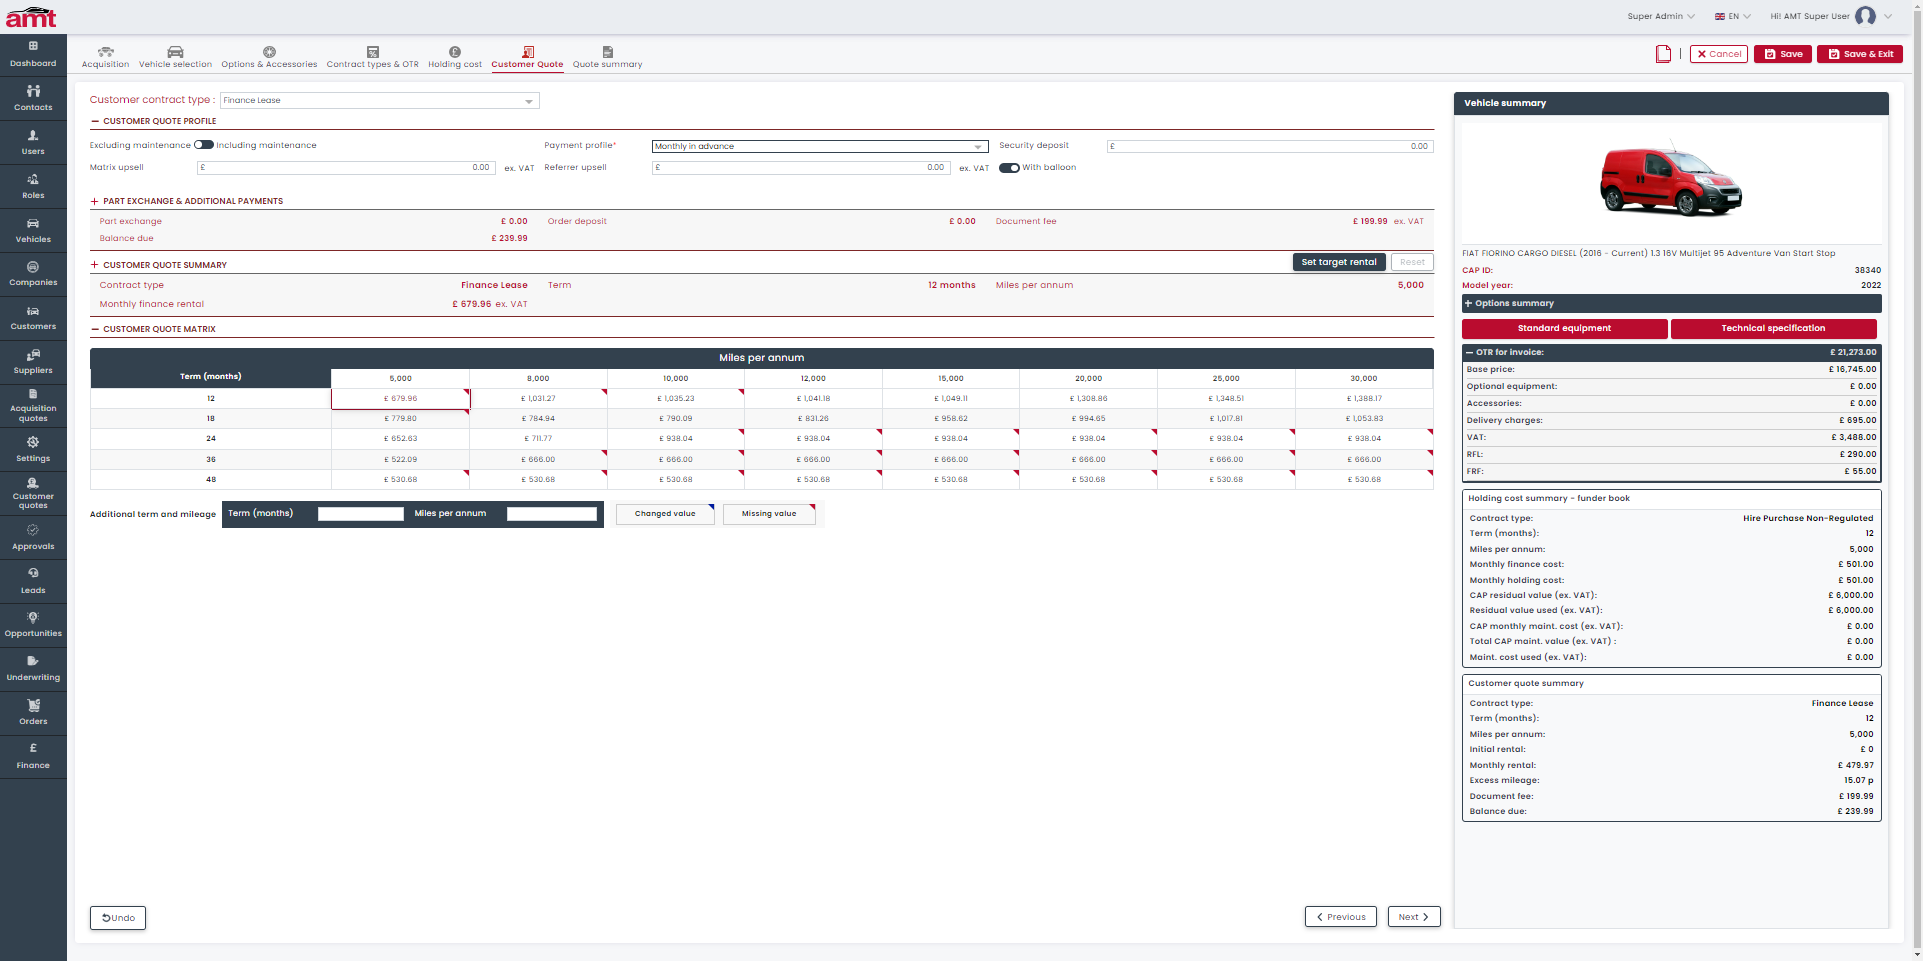 amt
Super Admin EN Hi! AMT Super User
Dashboard
Contacts
Users
Roles
Vehicles
Companies
Customers
Suppliers
Acquisition
quotes
Settings
Customer
quotes
Approvals
Leads
Opportunities
Underwriting
Orders
Finance
Acquisition Vehicle selection Options & Accessories Contract types & OTR Holding cost Customer Quote Quote summary
Cancel Save Save & Exit
Customer contract type : Finance Lease
CUSTOMER QUOTE PROFILE
Excluding maintenance Including maintenance Payment profile* Monthly in advance Security deposit £ 0.00
Matrix upsell £ 0.00 ex. VAT Referrer upsell £ 0.00 ex. VAT With balloon
+ PART EXCHANGE & ADDITIONAL PAYMENTS
Part exchange £ 0.00 Order deposit £ 0.00 Document fee £ 199.99 ex. VAT
Balance due £ 239.99
+ CUSTOMER QUOTE SUMMARY Set target rental Reset
Contract type Finance Lease Term 12 months Miles per annum 5,000
Monthly finance rental £ 679.96 ex. VAT
CUSTOMER QUOTE MATRIX
Miles per annum
Term (months) 5,000 8,000 10,000 12,000 15,000 20,000 25,000 30,000
12 £ 679.96 £ 1,031.27 £ 1,035.23 £ 1,041.18 £ 1,049.11 £ 1,308.86 £ 1,348.51 £ 1,388.17
18 £ 779.80 £ 784.94 £ 790.09 £ 831.26 £ 958.62 £ 994.65 £ 1,017.81 £ 1,053.83
24 £ 652.63 £ 711.77 £ 938.04 £ 938.04 £ 938.04 £ 938.04 £ 938.04 £ 938.04
36 £ 522.09 £ 666.00 £ 666.00 £ 666.00 £ 666.00 £ 666.00 £ 666.00 £ 666.00
48 £ 530.68 £ 530.68 £ 530.68 £ 530.68 £ 530.68 £ 530.68 £ 530.68 £ 530.68
Additional term and mileage Term (months) Miles per annum Changed value Missing value
Undo Previous Next
Vehicle summary
FIAT FIORINO CARGO DIESEL (2016 - Current) 1.3 16V Multijet 95 Adventure Van Start Stop
CAP ID: 38340
Model year: 2022
+ Options summary
Standard equipment Technical specification
OTR for invoice: £ 21,273.00
Base price: £ 16,745.00
Optional equipment: £ 0.00
Accessories: £ 0.00
Delivery charges: £ 695.00
VAT: £ 3,488.00
RFL: £ 290.00
FRF: £ 55.00
Holding cost summary - funder book
Contract type: Hire Purchase Non-Regulated
Term (months): 12
Miles per annum: 5,000
Monthly finance cost: £ 501.00
Monthly holding cost: £ 501.00
CAP residual value (ex. VAT): £ 6,000.00
Residual value used (ex. VAT): £ 6,000.00
CAP monthly maint. cost (ex. VAT): £ 0.00
Total CAP maint. value (ex. VAT) : £ 0.00
Maint. cost used (ex. VAT): £ 0.00
Customer quote summary
Contract type: Finance Lease
Term (months): 12
Miles per annum: 5,000
Initial rental: £ 0
Monthly rental: £ 479.97
Excess mileage: 15.07 p
Document fee: £ 199.99
Balance due: £ 239.99